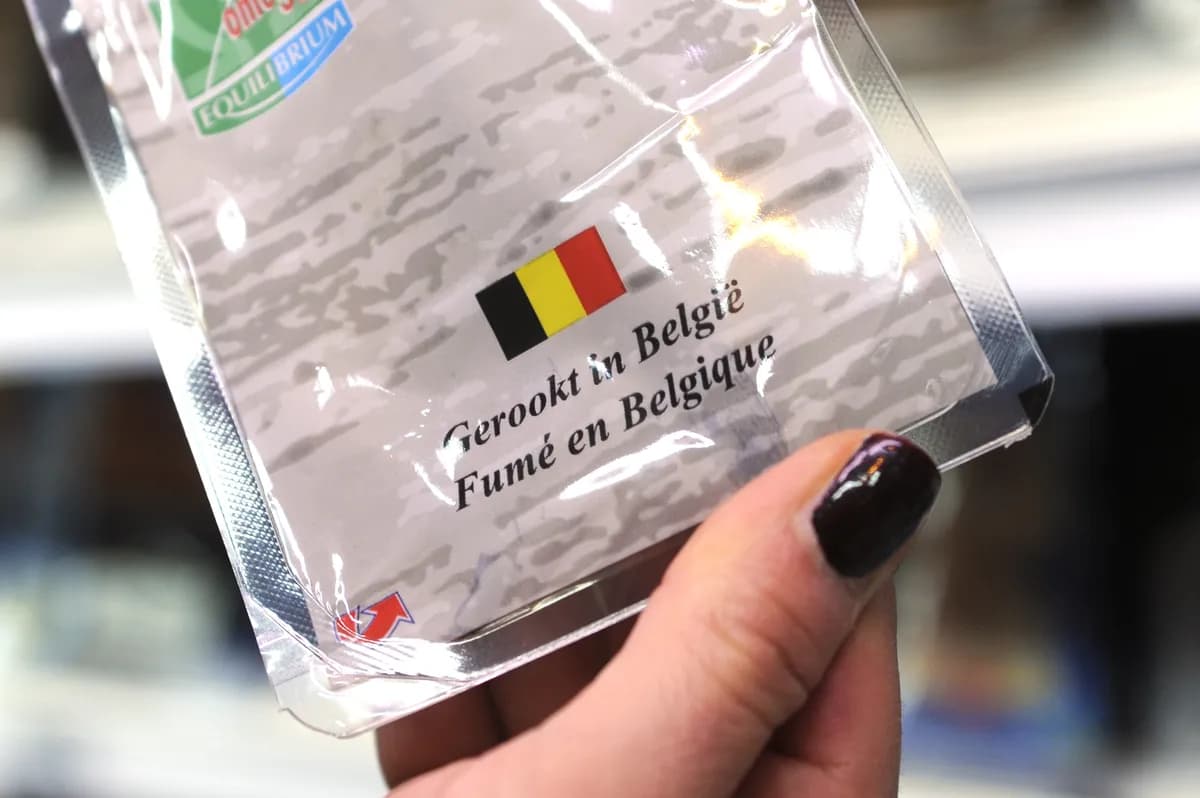 EQUILIBRIUM
Gerookt in België
Fumé en Belgique